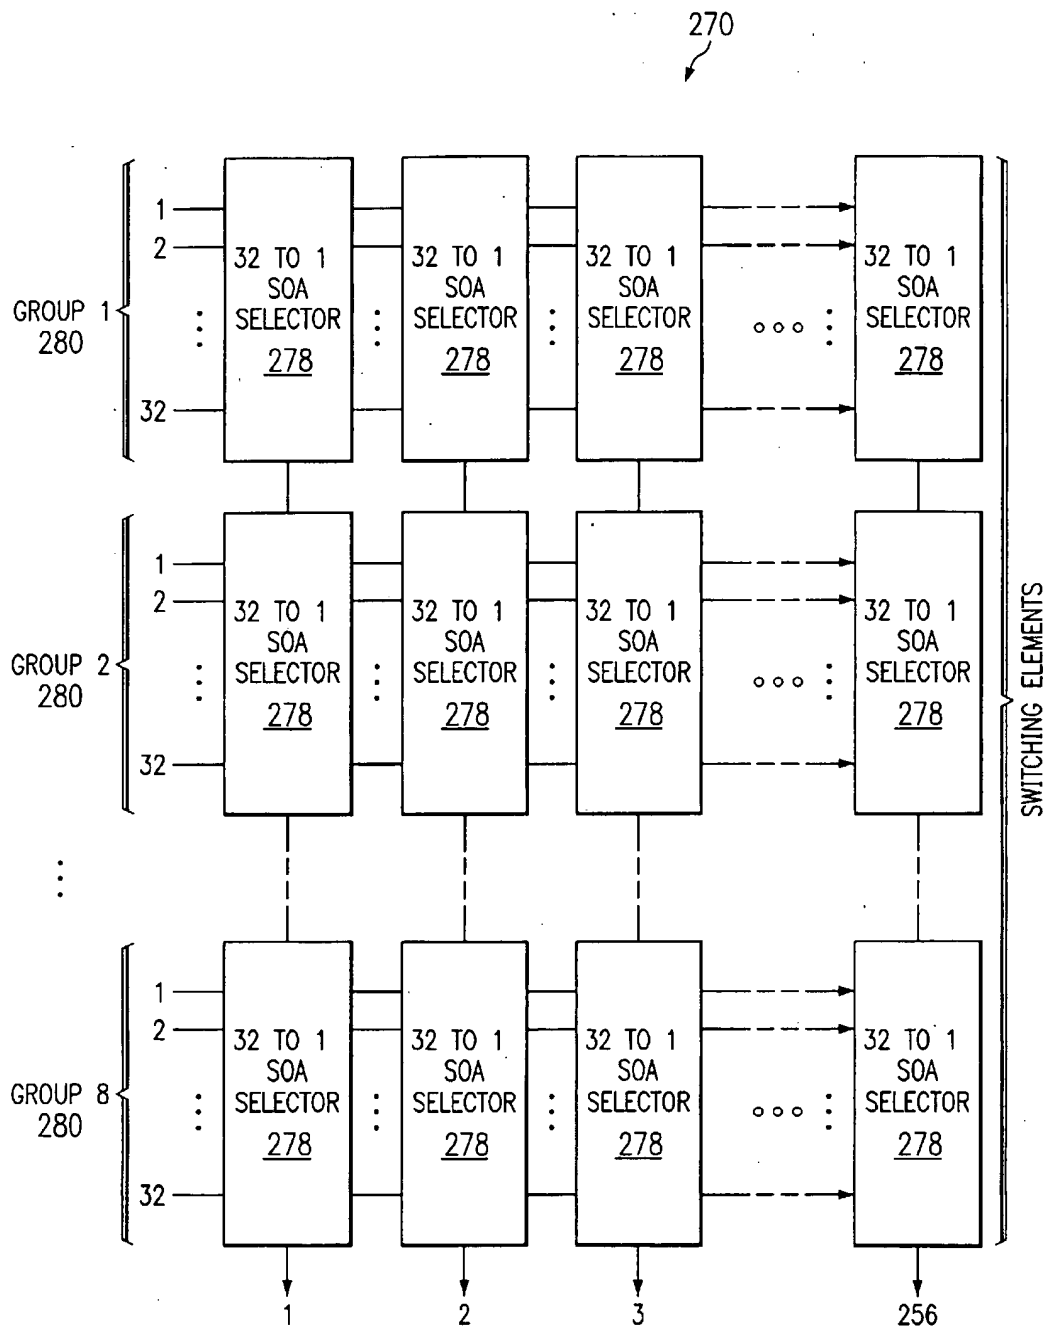 270
1
2
32
GROUP 1
280
32 TO 1
SOA
SELECTOR
278
32 TO 1
SOA
SELECTOR
278
32 TO 1
SOA
SELECTOR
278
32 TO 1
SOA
SELECTOR
278
1
2
32
GROUP 2
280
32 TO 1
SOA
SELECTOR
278
32 TO 1
SOA
SELECTOR
278
32 TO 1
SOA
SELECTOR
278
32 TO 1
SOA
SELECTOR
278
SWITCHING ELEMENTS
1
2
32
GROUP 8
280
32 TO 1
SOA
SELECTOR
278
32 TO 1
SOA
SELECTOR
278
32 TO 1
SOA
SELECTOR
278
32 TO 1
SOA
SELECTOR
278
1
2
3
256